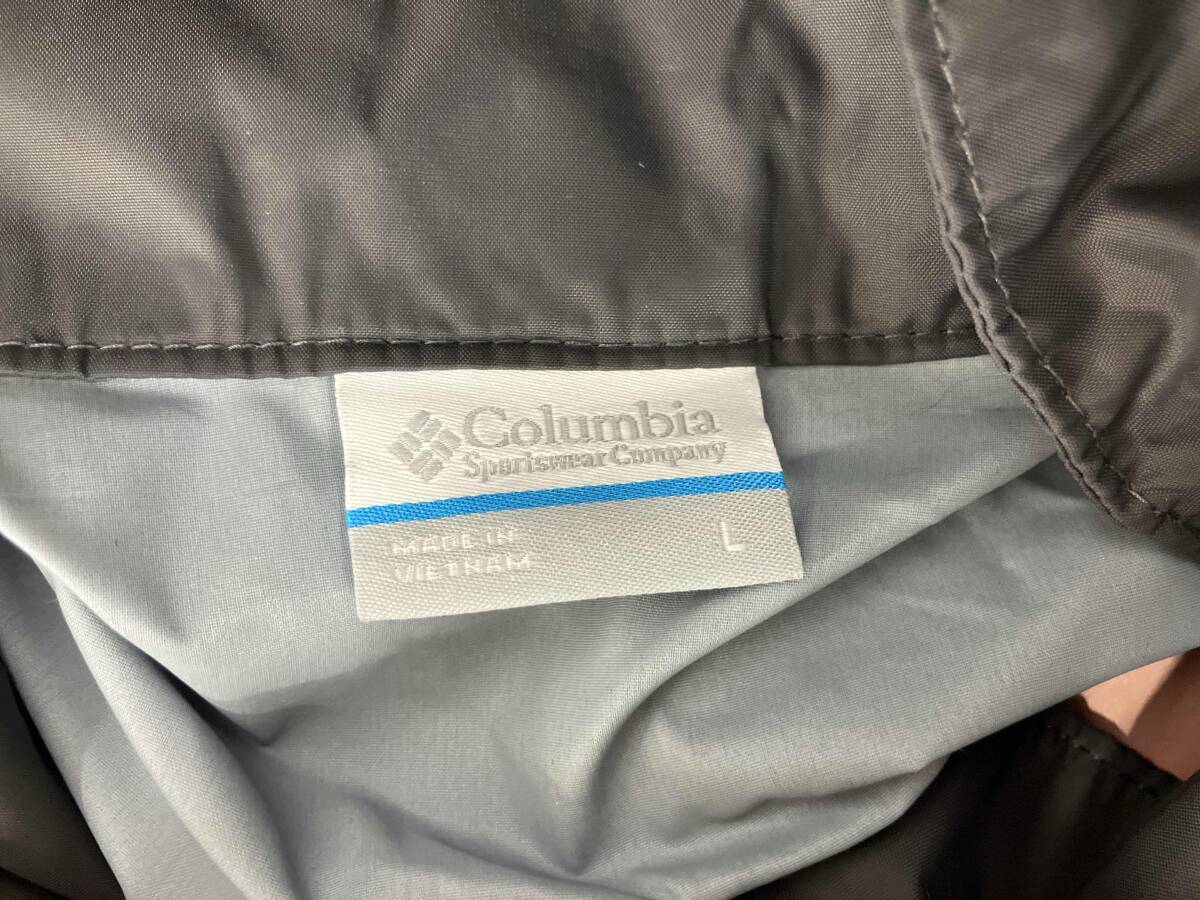 Columbia
Sportswear Company
MADE IN
VIETNAM
L